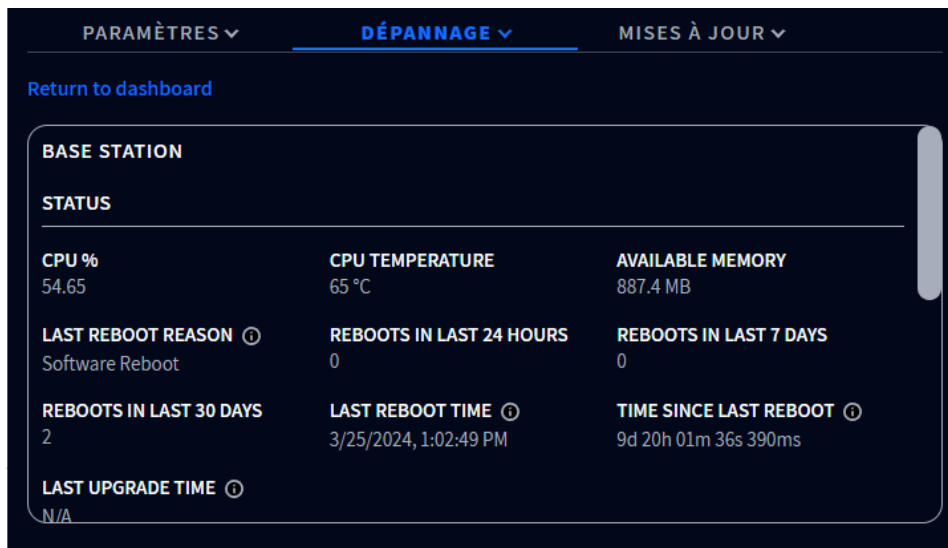 PARAMÈTRES
DÉPANNAGE
MISES À JOUR
Return to dashboard
BASE STATION
STATUS
CPU %
54.65
CPU TEMPERATURE
65 °C
AVAILABLE MEMORY
887.4 MB
LAST REBOOT REASON
Software Reboot
REBOOTS IN LAST 24 HOURS
0
REBOOTS IN LAST 7 DAYS
0
REBOOTS IN LAST 30 DAYS
2
LAST REBOOT TIME
3/25/2024, 1:02:49 PM
TIME SINCE LAST REBOOT
9d 20h 01m 36s 390ms
LAST UPGRADE TIME
N/A